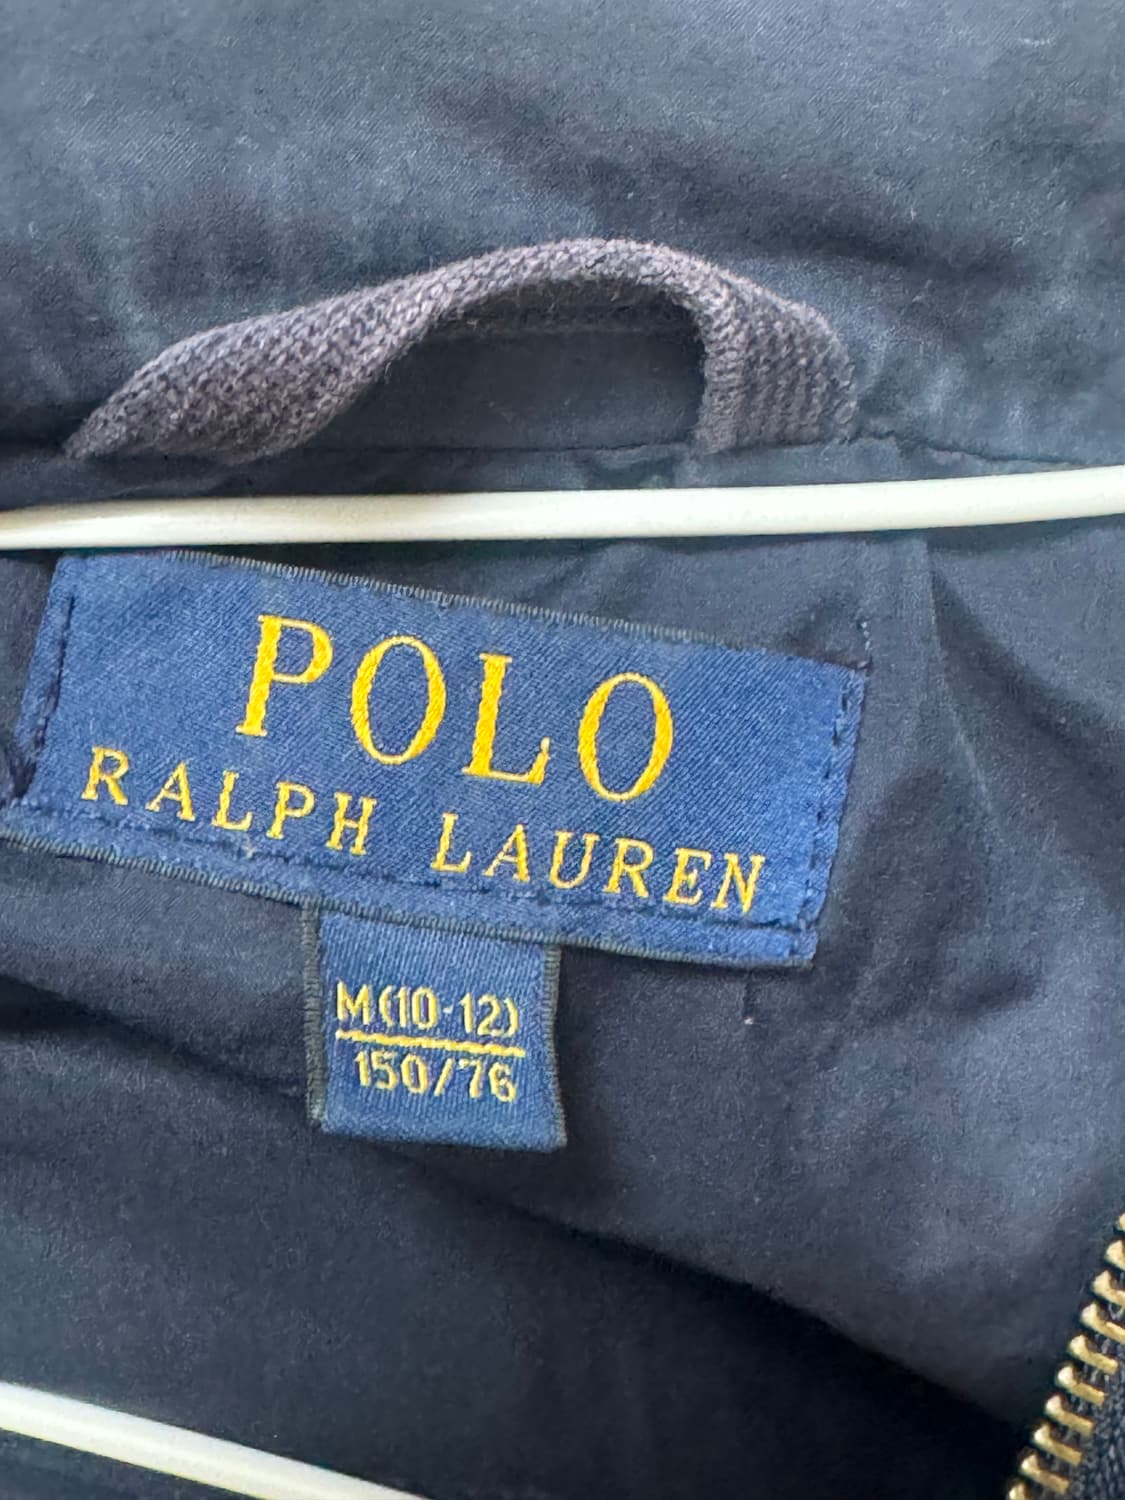 POLO
RALPH LAUREN
M(10-12)
150/76